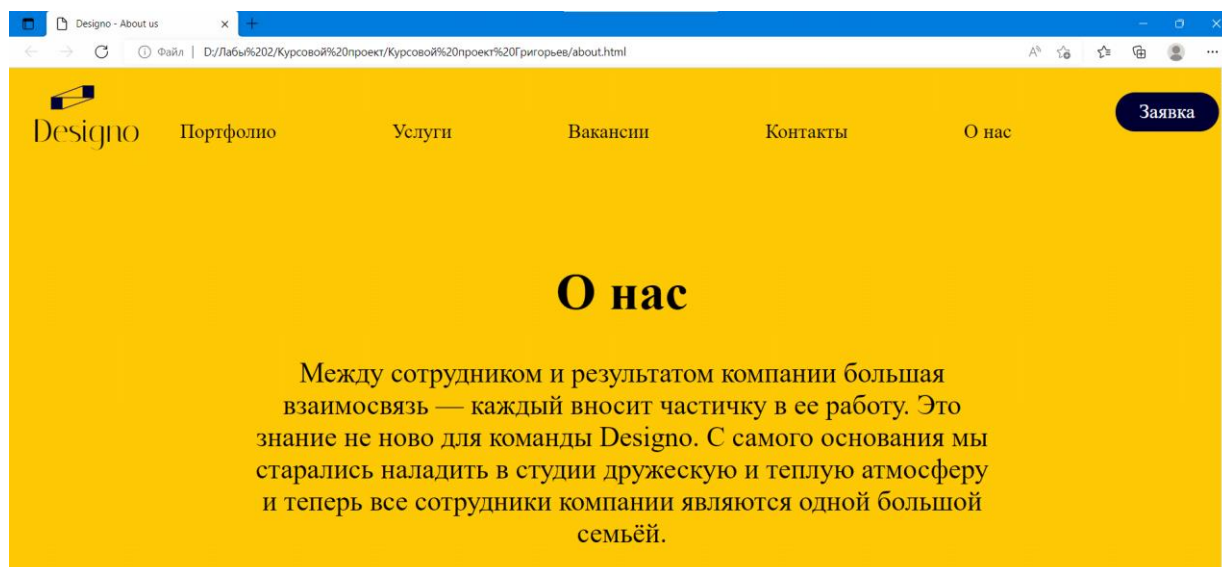 Designo - About us
Файл | D:/Лабы%202/Курсовой%20проект/Курсовой%20проект%20Григорьев/about.html
Designo Портфолио Услуги Вакансии Контакты О нас Заявка
О нас
Между сотрудником и результатом компании большая
взаимосвязь — каждый вносит частичку в ее работу. Это
знание не ново для команды Designo. С самого основания мы
старались наладить в студии дружескую и теплую атмосферу
и теперь все сотрудники компании являются одной большой
семьёй.